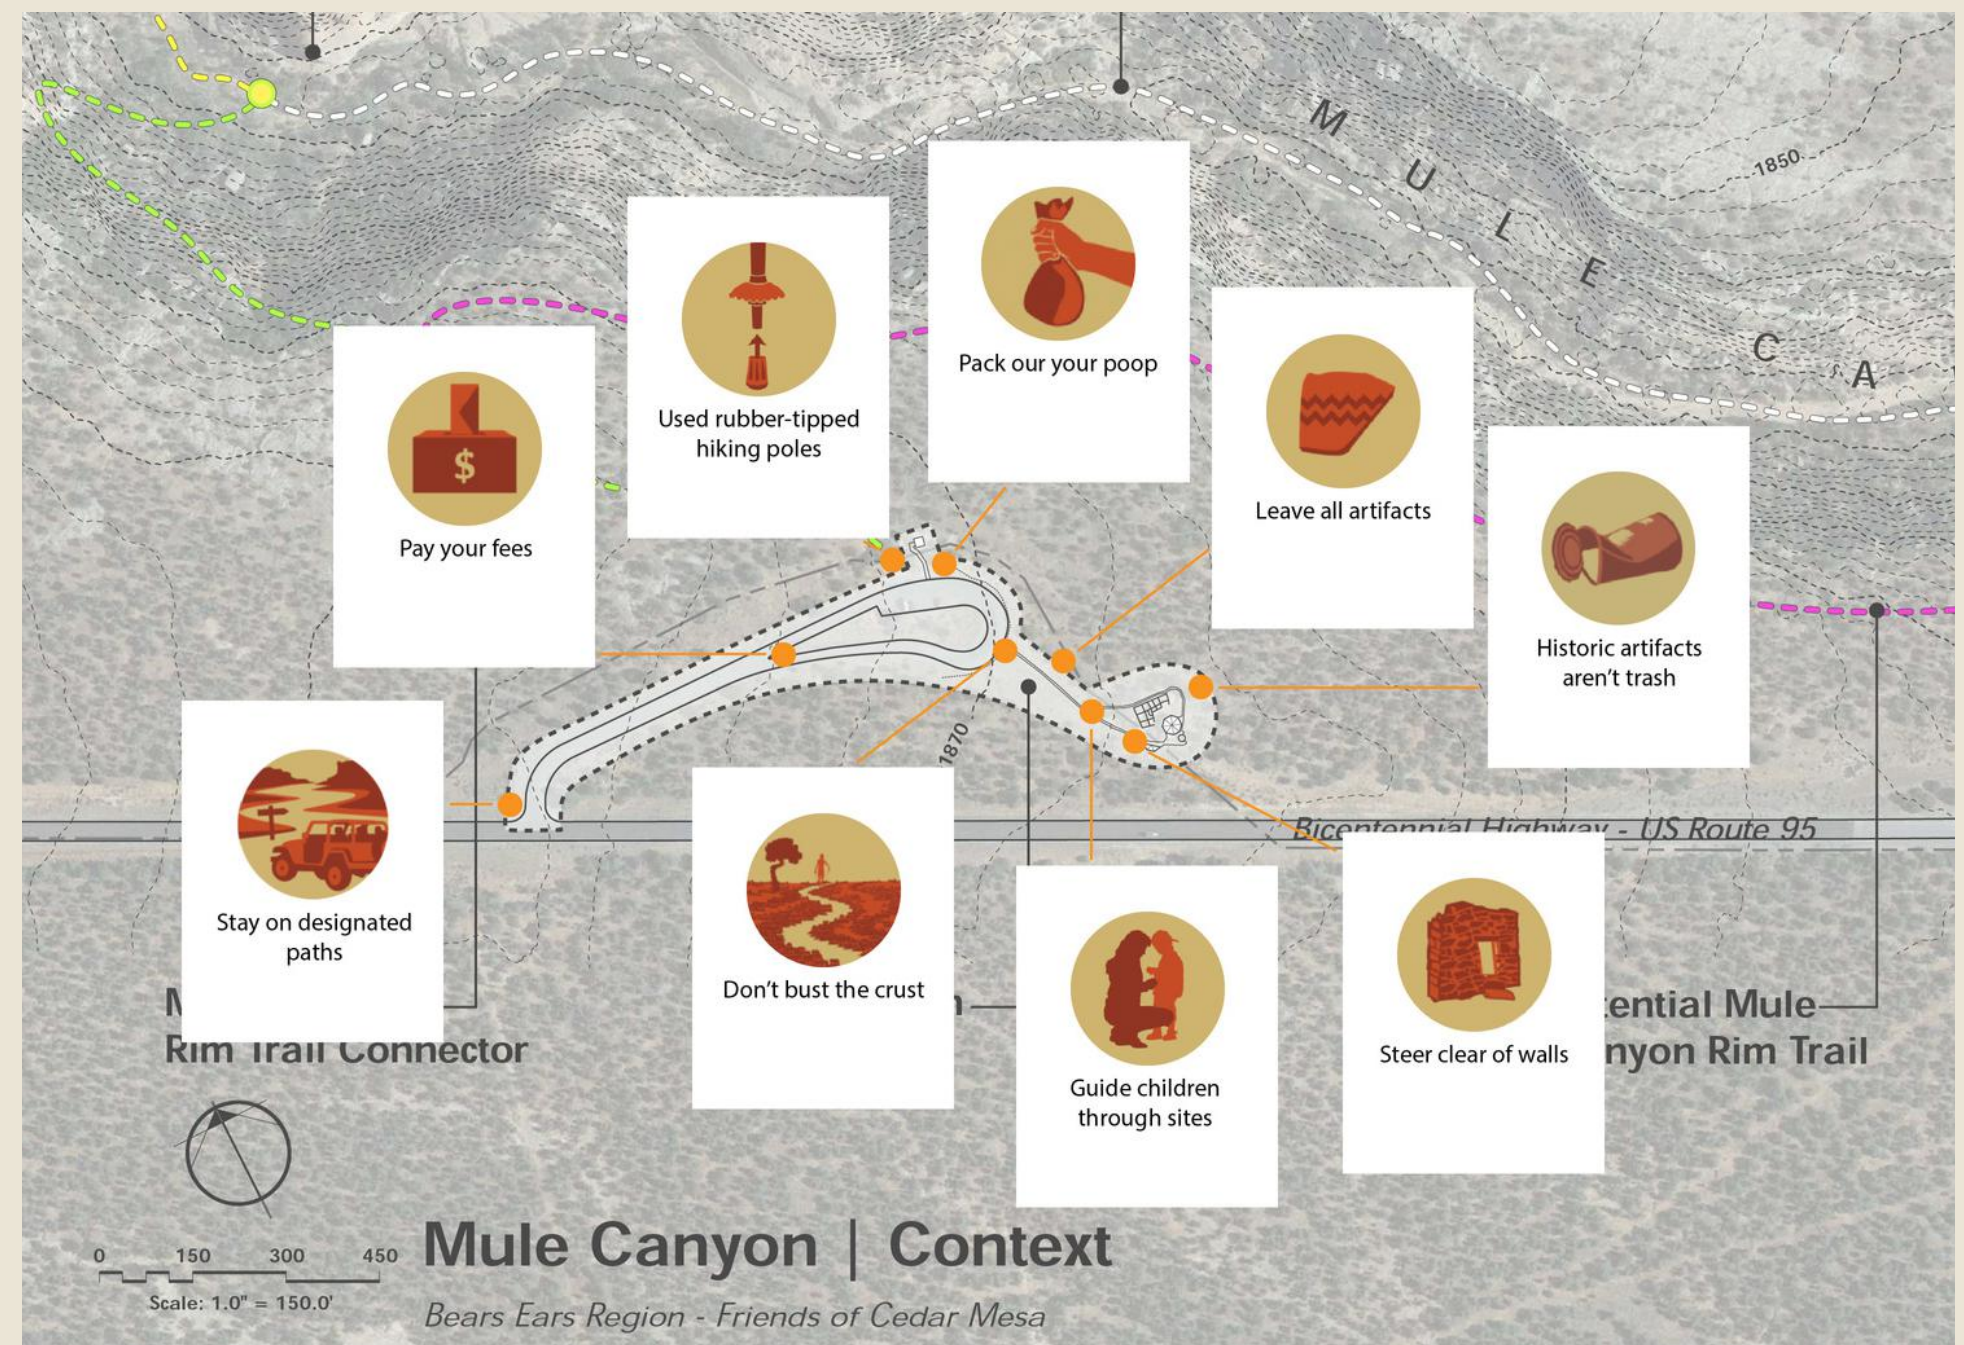 M U L E C A
1850
Pack our your poop
Used rubber-tipped
hiking poles
Leave all artifacts
$
Pay your fees
Historic artifacts
aren't trash
1870
Bicentennial Highway - US Route 95
Stay on designated
paths
Don't bust the crust
Guide children
through sites
Steer clear of walls
Rim Trail Connector
tential Mule
nyon Rim Trail
0 150 300 450
Scale: 1.0" = 150.0'
Mule Canyon | Context
Bears Ears Region - Friends of Cedar Mesa